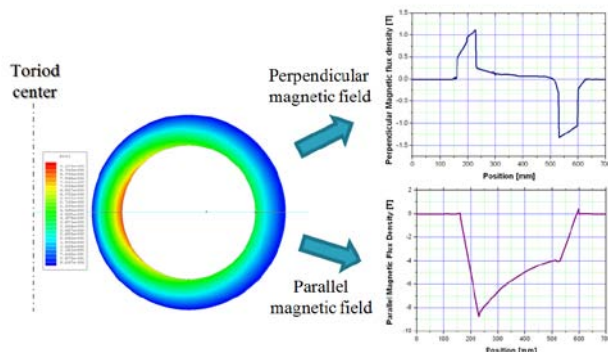 Toriod
center
Perpendicular
magnetic field
Parallel
magnetic field
Perpendicular Magnetic flux density [T]
1.5
1.0
0.5
0.0
-0.5
-1.0
-1.5
0 100 200 300 400 500 600 700
Position [mm]
Parallel Magnetic Flux Density [T]
2
0
-2
-4
-6
-8
-10
0 100 200 300 400 500 600 700
Position [mm]